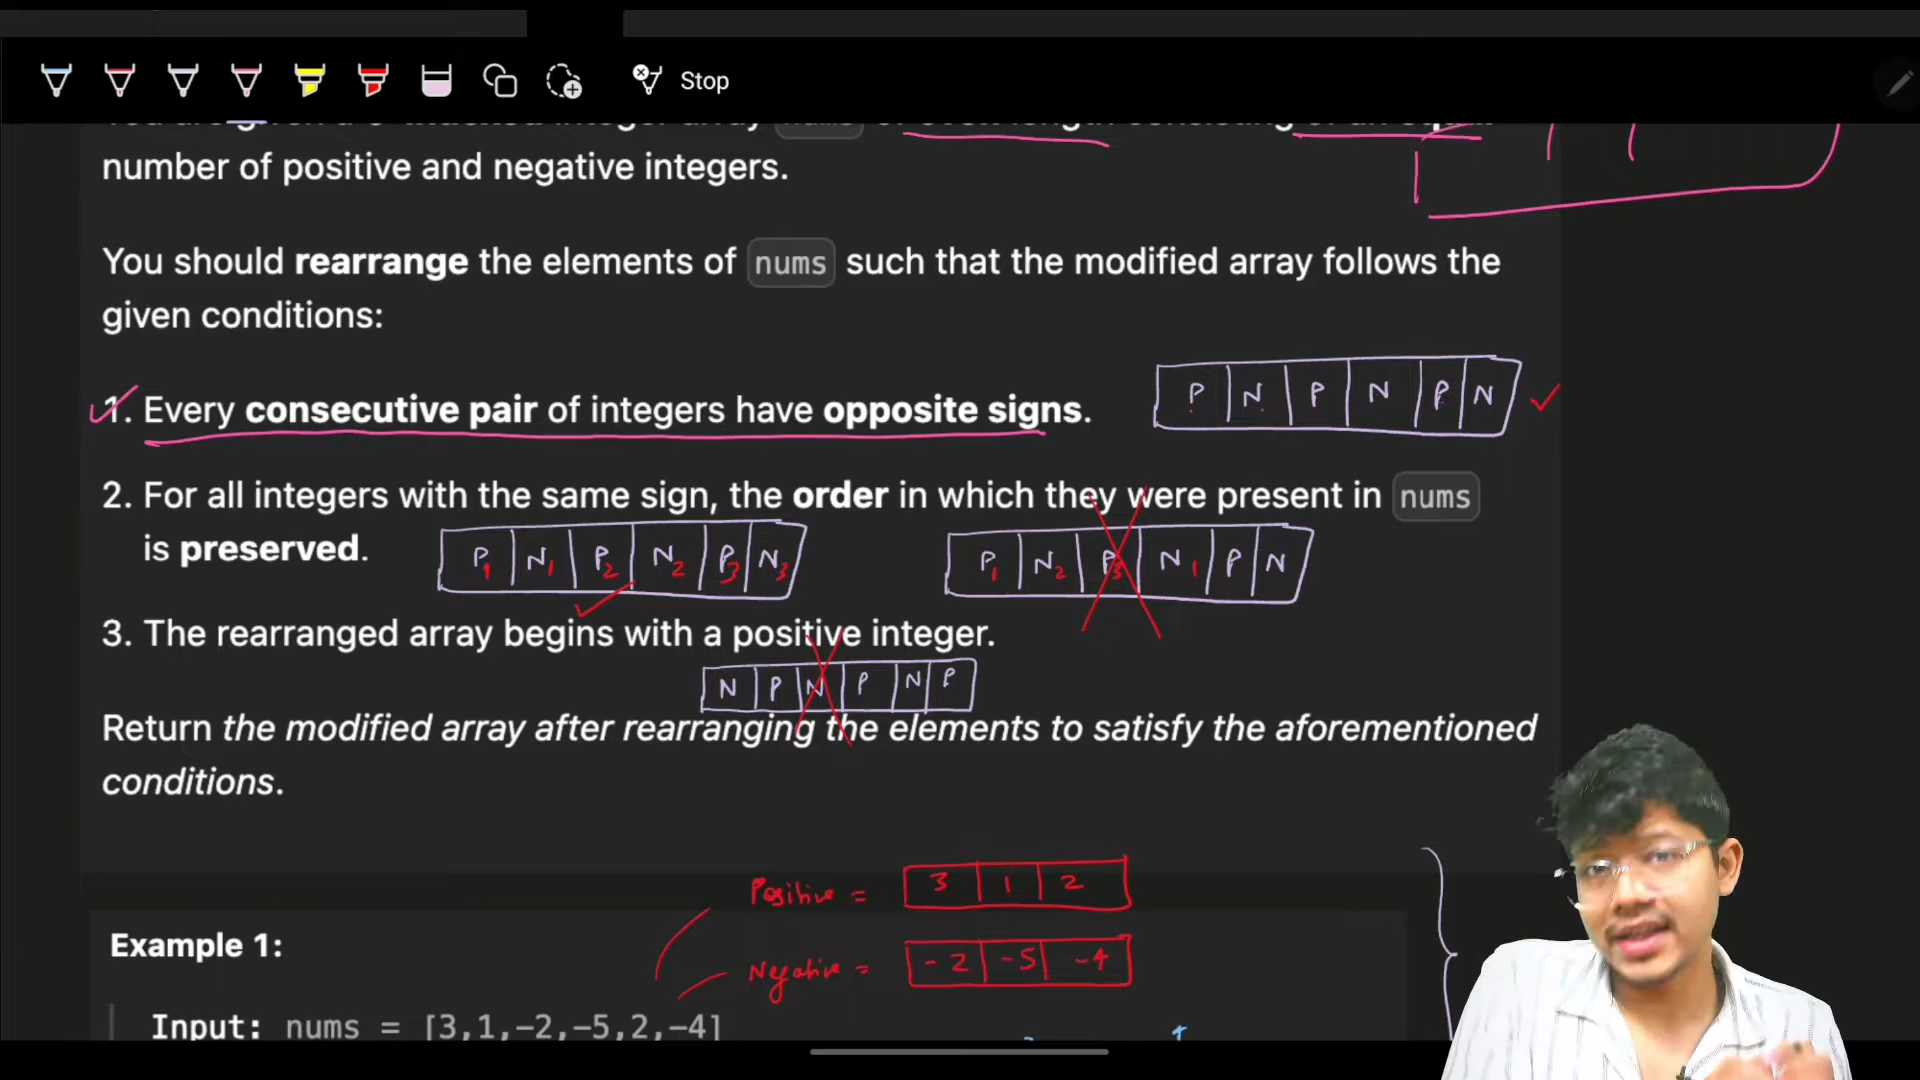 Stop
number of positive and negative integers.
You should rearrange the elements of nums such that the modified array follows the
given conditions:
P N P N P N
1. Every consecutive pair of integers have opposite signs.
2. For all integers with the same sign, the order in which they were present in nums
is preserved.
P1 N1 P2 N2 P3 N3
P1 N2 P3 N1 P N
3. The rearranged array begins with a positive integer.
N P N P N P
Return the modified array after rearranging the elements to satisfy the aforementioned
conditions.
Positive = 3 1 2
Example 1:
Negative = -2 -5 -4
Input: nums = [3,1,−2,−5,2,−4]